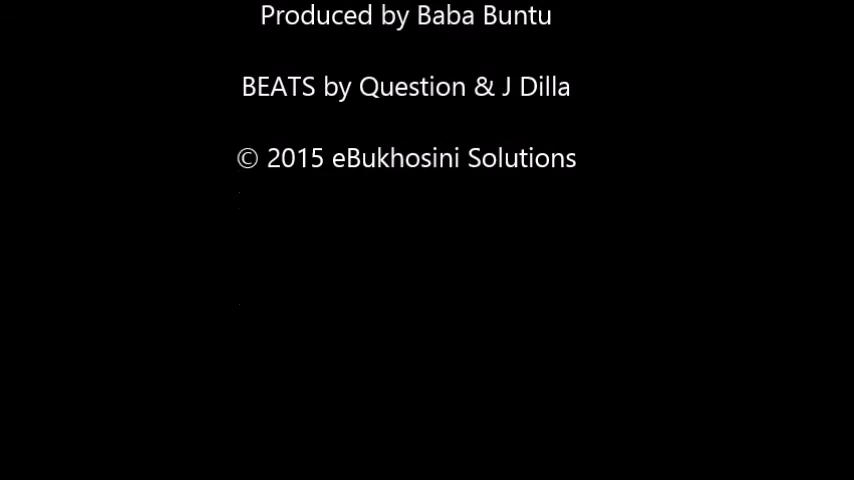 Produced by Baba Buntu
BEATS by Question & J Dilla
© 2015 eBukhosini Solutions